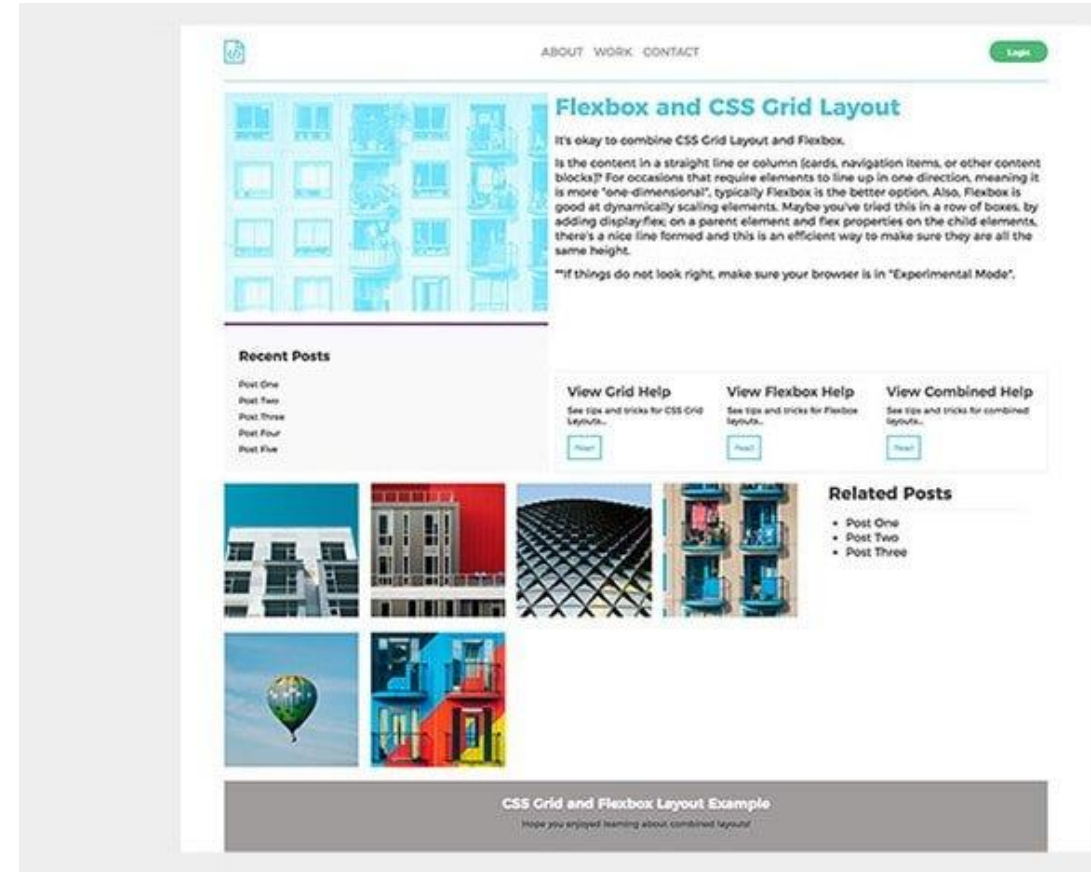 ABOUT WORK CONTACT
Login
Flexbox and CSS Grid Layout
It's okay to combine CSS Grid Layout and Flexbox.
Is the content in a straight line or column (cards, navigation items, or other content
blocks)? For occasions that require elements to line up in one direction, meaning it
is more "one-dimensional", typically Flexbox is the better option. Also, Flexbox is
good at dynamically scaling elements. Maybe you've tried this in a row of boxes, by
adding display:flex; on a parent element and flex properties on the child elements,
there's a nice line formed and this is an efficient way to make sure they are all the
same height.
**If things do not look right, make sure your browser is in "Experimental Mode".
Recent Posts
Post One
Post Two
Post Three
Post Four
Post Five
View Grid Help
See tips and tricks for CSS Grid
Layouts...
Read
View Flexbox Help
See tips and tricks for Flexbox
layouts...
Read
View Combined Help
See tips and tricks for combined
layouts...
Read
Related Posts
• Post One
• Post Two
• Post Three
CSS Grid and Flexbox Layout Example
Hope you enjoyed learning about combined layouts!